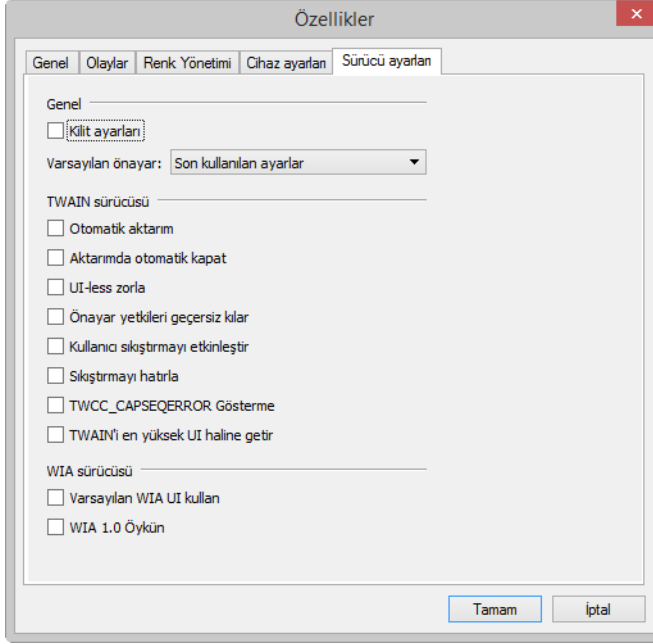 Özellikler
Genel Olaylar Renk Yönetimi Cihaz ayarları Sürücü ayarları
Genel
Kilit ayarları
Varsayılan önayar: Son kullanılan ayarlar
TWAIN sürücüsü
Otomatik aktarım
Aktarımda otomatik kapat
UI-less zorla
Önayar yetkileri geçersiz kılar
Kullanıcı sıkıştırmayı etkinleştir
Sıkıştırmayı hatırla
TWCC_CAPSEQERROR Gösterme
TWAIN'i en yüksek UI haline getir
WIA sürücüsü
Varsayılan WIA UI kullan
WIA 1.0 Öykün
Tamam İptal